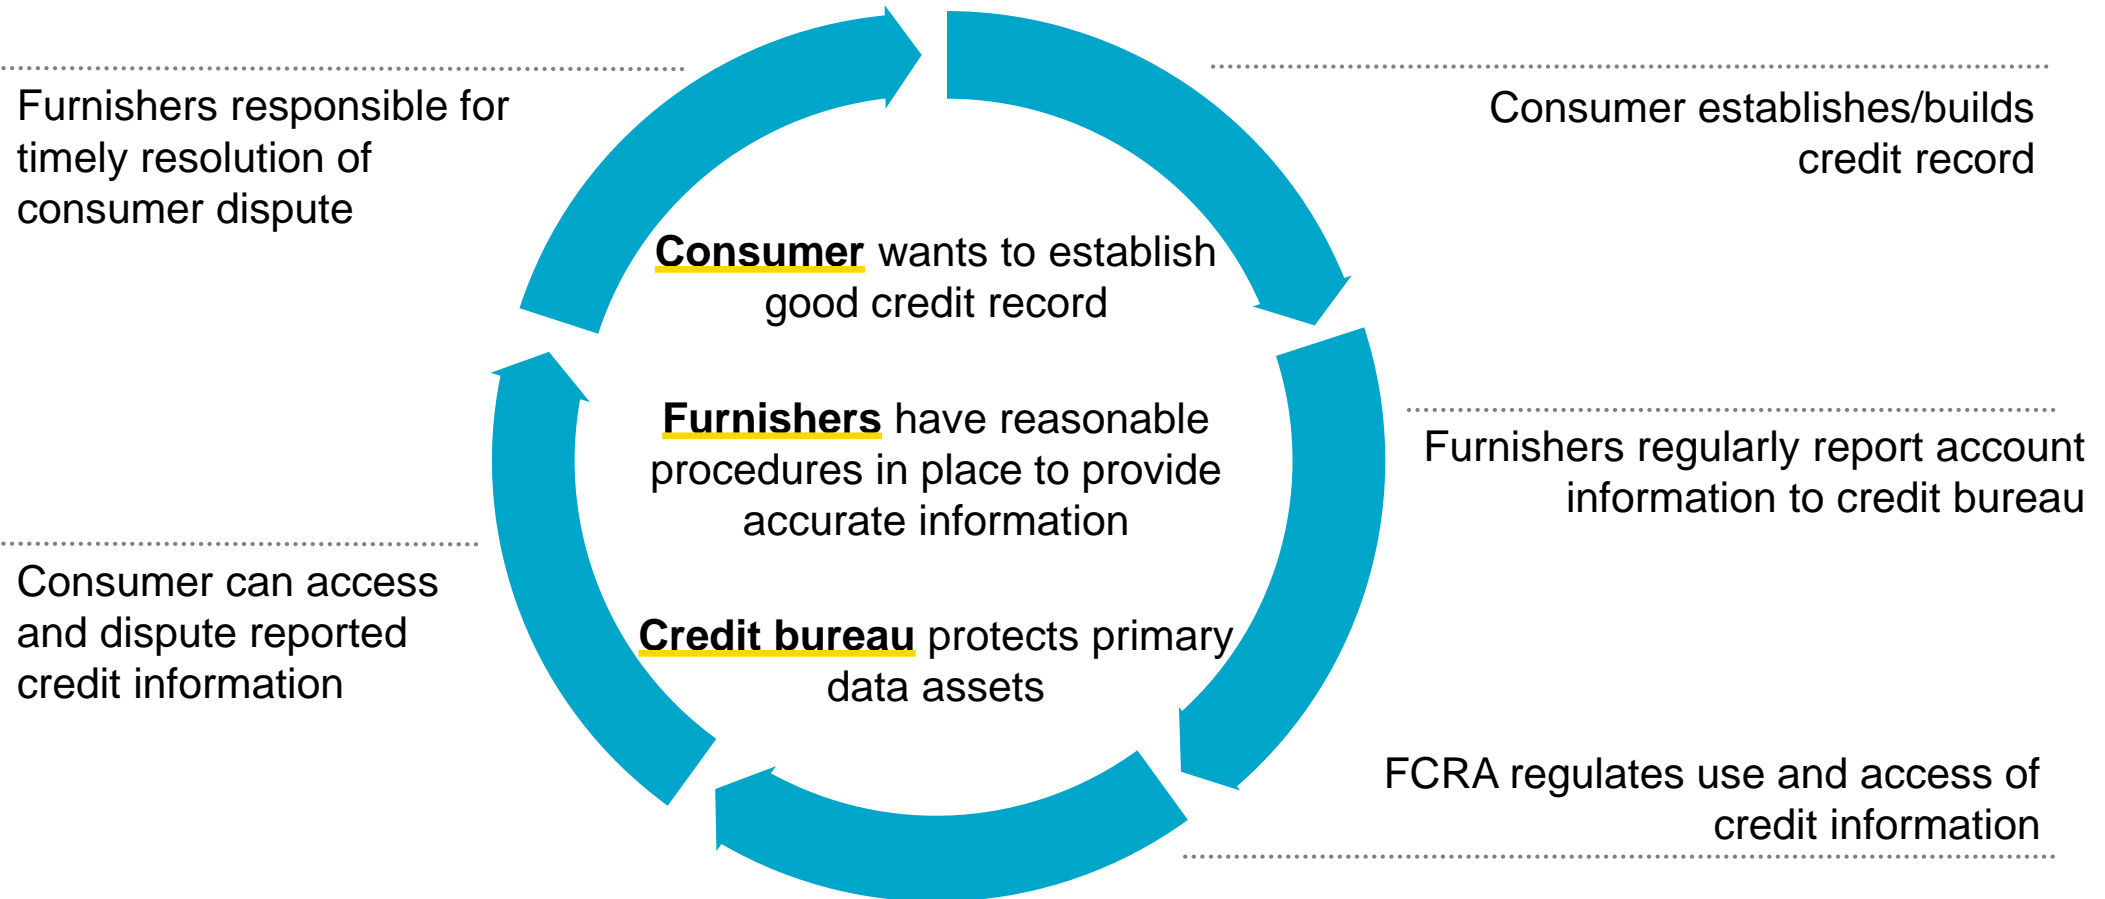 Furnishers responsible for
timely resolution of
consumer dispute
Consumer establishes/builds
credit record
Consumer wants to establish
good credit record
Furnishers have reasonable
procedures in place to provide
accurate information
Credit bureau protects primary
data assets
Furnishers regularly report account
information to credit bureau
Consumer can access
and dispute reported
credit information
FCRA regulates use and access of
credit information